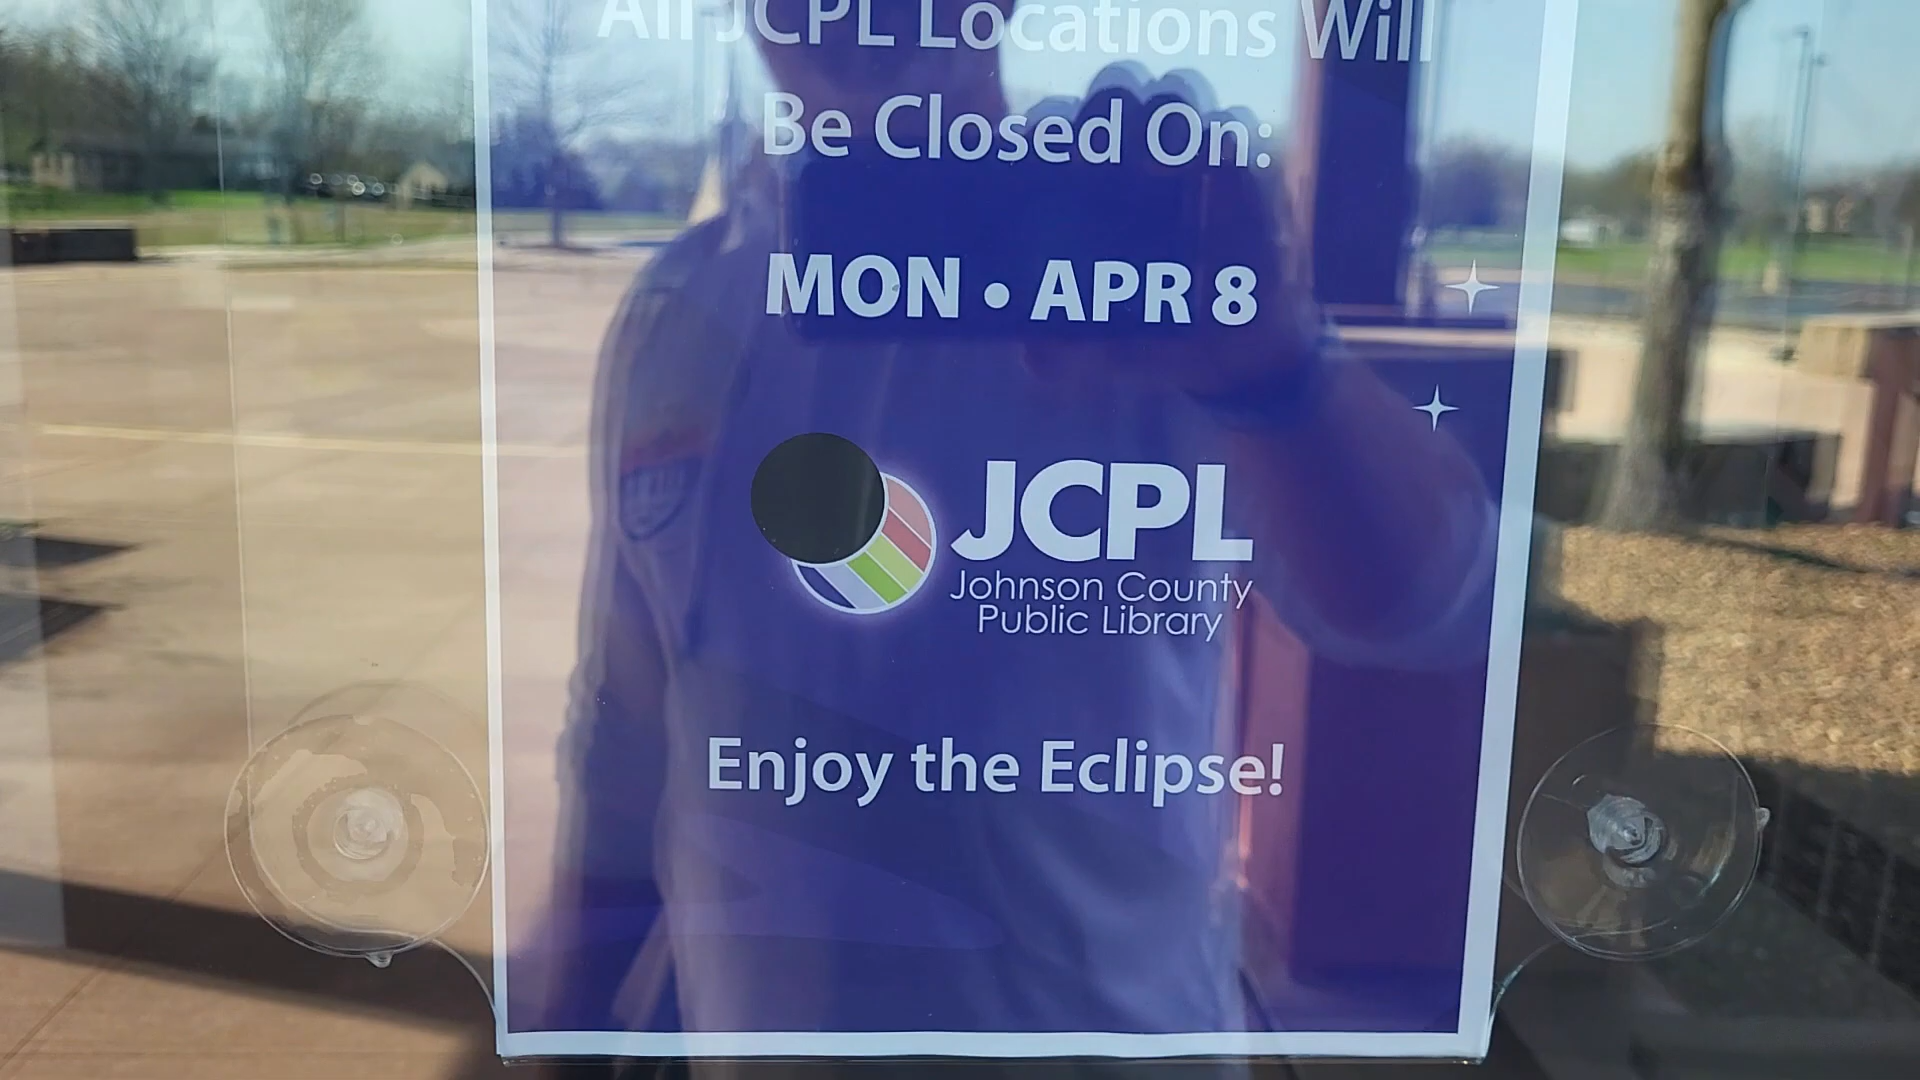 All JCPL Locations Will
Be Closed On:
MON • APR 8
JCPL
Johnson County
Public Library
Enjoy the Eclipse!